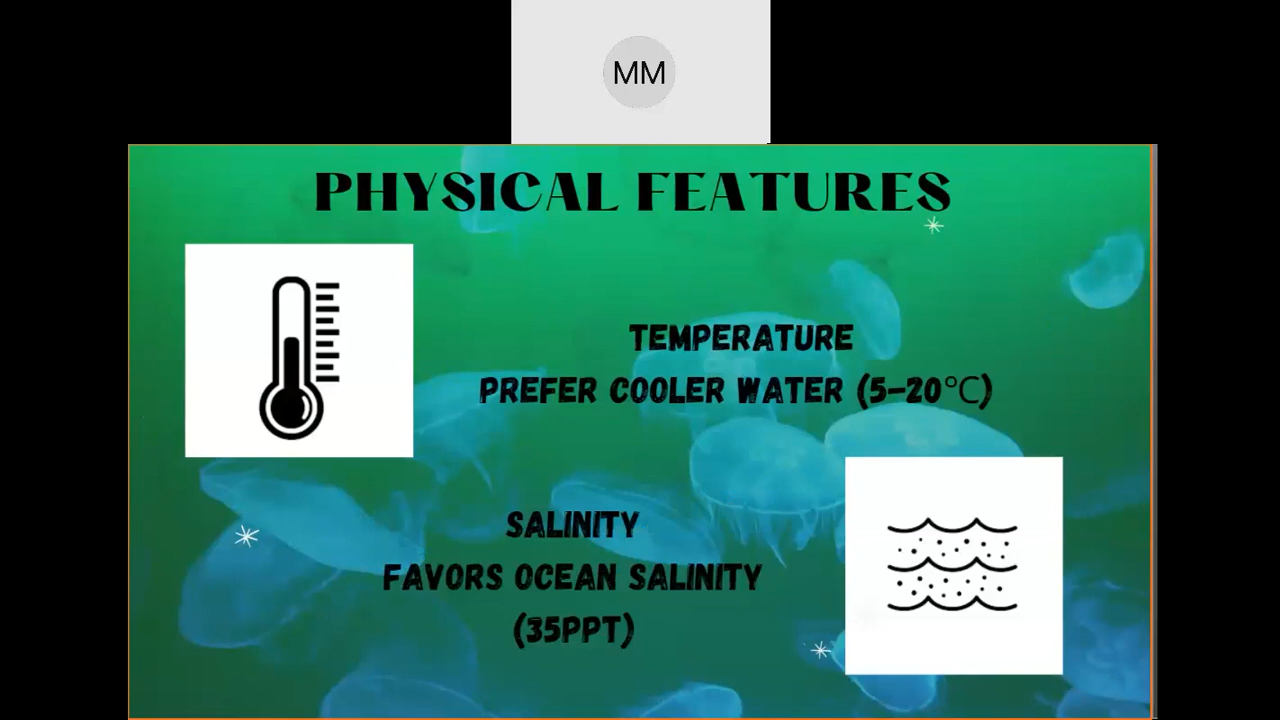 MM
PHYSICAL FEATURES
TEMPERATURE
PREFER COOLER WATER (5-20°C)
SALINITY
FAVORS OCEAN SALINITY
(35PPT)